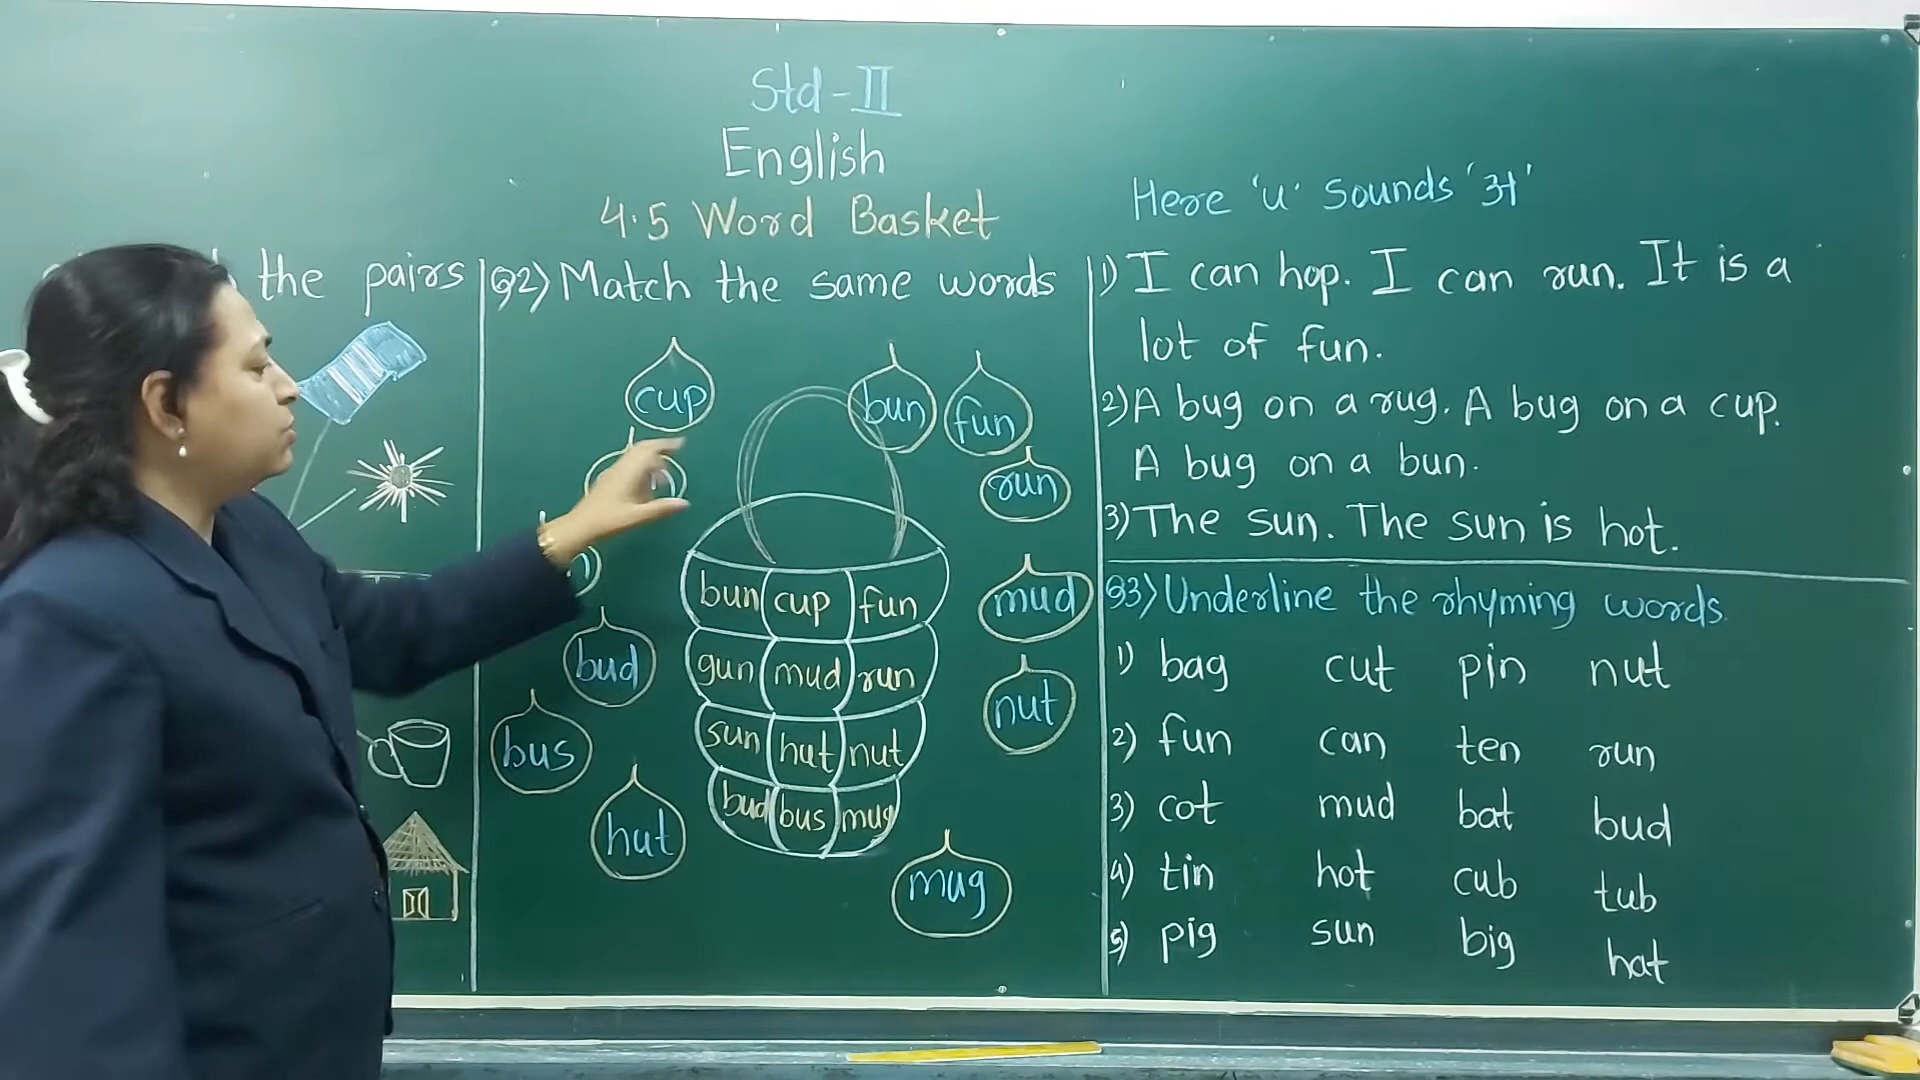 Std-II
English
4.5 Word Basket
the pairs
Q2) Match the same words
cup
bun
fun
run
mud
nut
bud
bus
hut
mug
bun cup fun
gun mud run
sun hut nut
bud bus mug
Here 'u' Sounds 'अ'
1) I can hop. I can run. It is a
lot of fun.
2) A bug on a rug. A bug on a cup.
A bug on a bun.
3) The sun. The sun is hot.
Q3) Underline the rhyming words
1) bag cut pin nut
2) fun can ten run
3) cot mud bat bud
4) tin hot cub tub
5) pig sun big hat